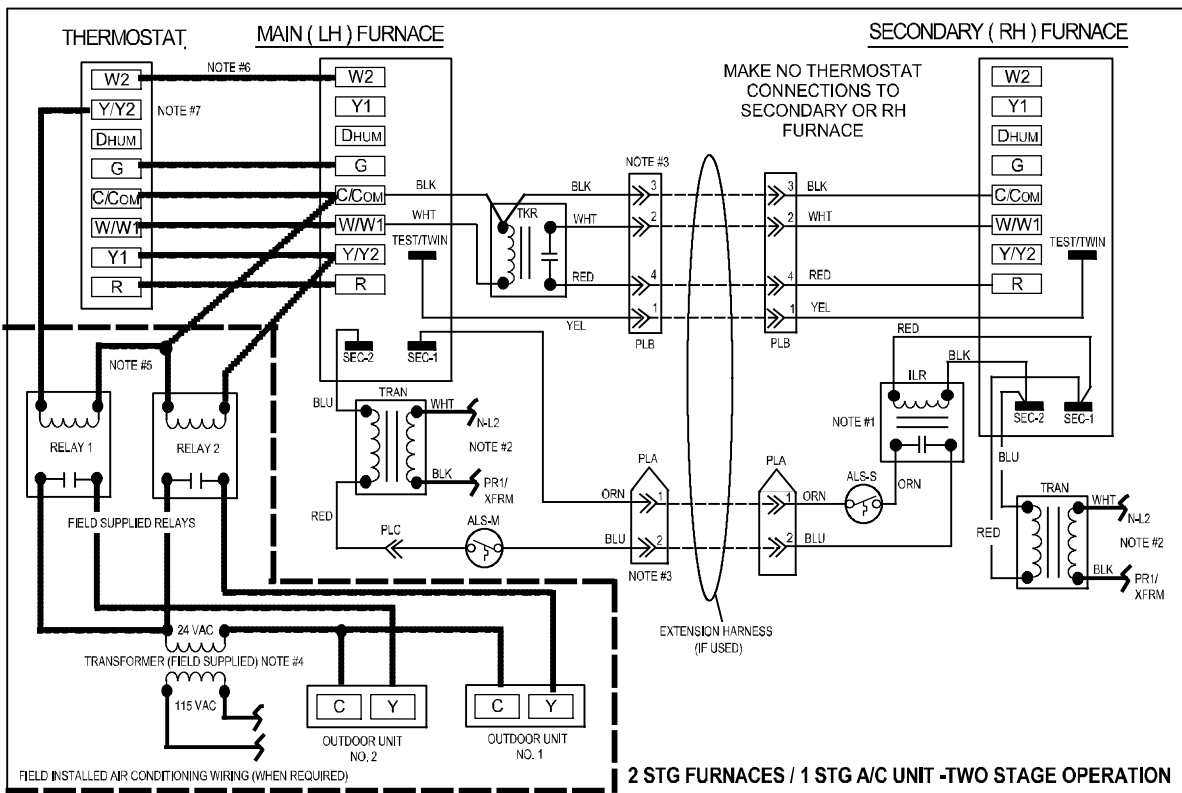 THERMOSTAT
MAIN ( LH ) FURNACE
SECONDARY ( RH ) FURNACE
MAKE NO THERMOSTAT
CONNECTIONS TO
SECONDARY OR RH
FURNACE
W2
Y/Y2
DHUM
G
C/COM
W/W1
Y1
R
NOTE #6
NOTE #7
W2
Y1
DHUM
G
C/COM
W/W1
Y/Y2
R
TEST/TWIN
SEC-2
SEC-1
BLK
WHT
TKR
BLK
WHT
RED
YEL
NOTE #3
3
2
4
1
PLB
3
2
4
1
PLB
BLK
WHT
RED
YEL
W2
Y1
DHUM
G
C/COM
W/W1
Y/Y2
R
TEST/TWIN
SEC-2
SEC-1
RED
BLK
ILR
NOTE #1
BLU
ORN
RED
TRAN
WHT
N-L2
NOTE #2
BLK
PR1/
XFRM
NOTE #5
RELAY 1
RELAY 2
FIELD SUPPLIED RELAYS
BLU
TRAN
WHT
N-L2
NOTE #2
BLK
PR1/
XFRM
RED
PLC
ALS-M
PLA
ORN
1
BLU
2
NOTE #3
PLA
1
ORN
2
BLU
ALS-S
EXTENSION HARNESS
(IF USED)
24 VAC
TRANSFORMER (FIELD SUPPLIED) NOTE #4
115 VAC
C
Y
OUTDOOR UNIT
NO. 2
C
Y
OUTDOOR UNIT
NO. 1
FIELD INSTALLED AIR CONDITIONING WIRING (WHEN REQUIRED)
2 STG FURNACES / 1 STG A/C UNIT -TWO STAGE OPERATION